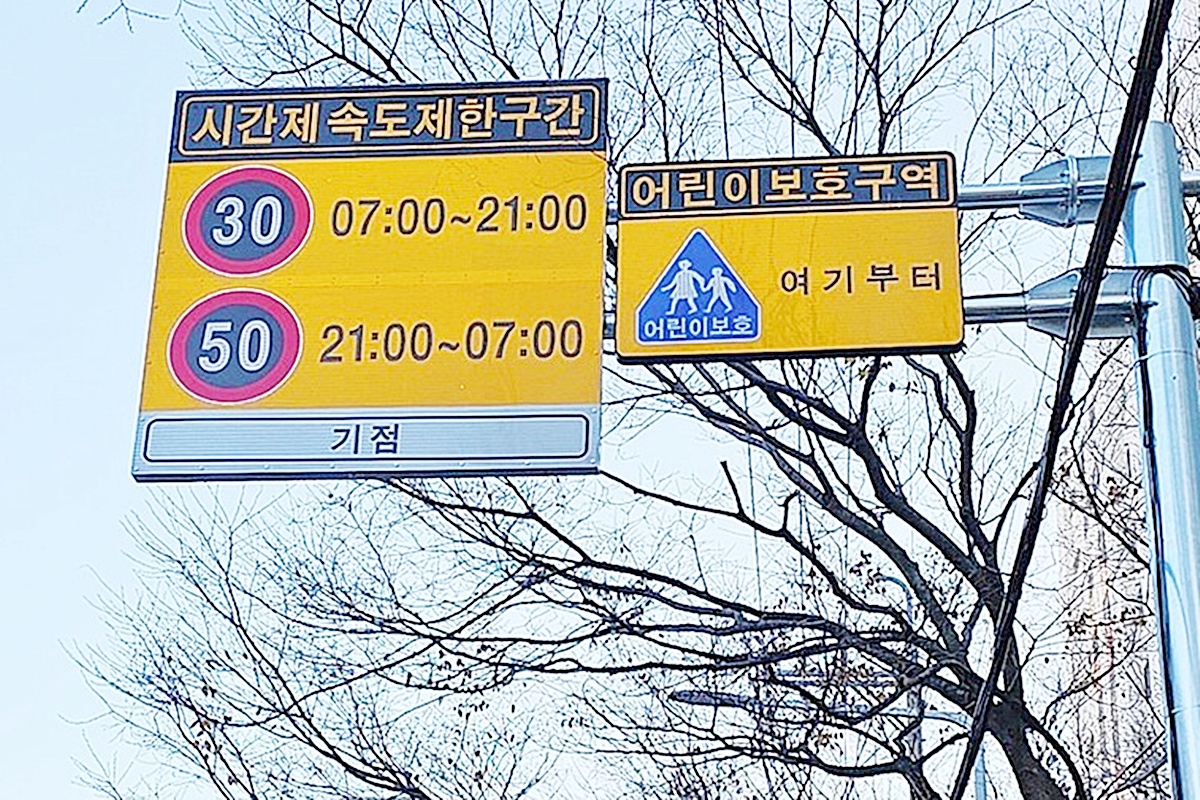 시간제 속도제한구간
30 07:00~21:00
50 21:00~07:00
기점
어린이보호구역
여기부터
어린이보호